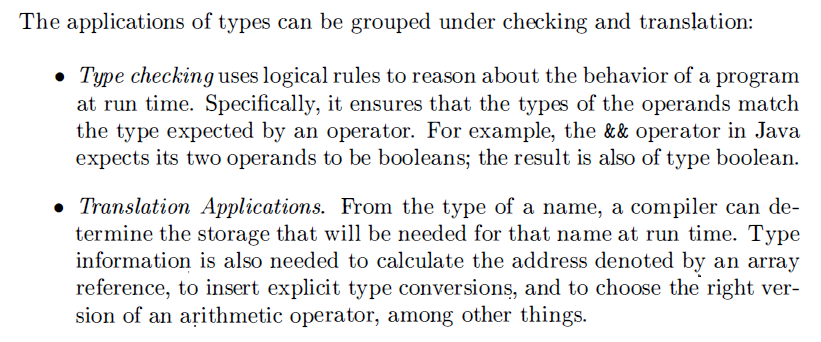 The applications of types can be grouped under checking and translation:
• Type checking uses logical rules to reason about the behavior of a program
at run time. Specifically, it ensures that the types of the operands match
the type expected by an operator. For example, the && operator in Java
expects its two operands to be booleans; the result is also of type boolean.
• Translation Applications. From the type of a name, a compiler can de-
termine the storage that will be needed for that name at run time. Type
information is also needed to calculate the address denoted by an array
reference, to insert explicit type conversions, and to choose the right ver-
sion of an arithmetic operator, among other things.